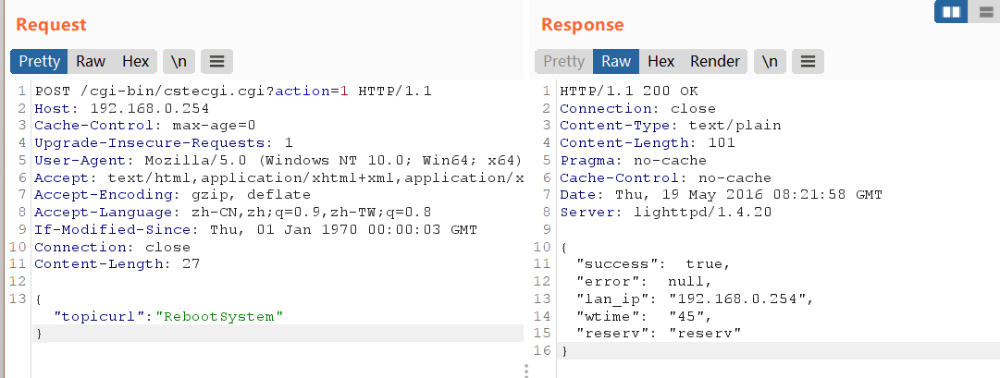 Request
Pretty Raw Hex \n
1 POST /cgi-bin/cstecgi.cgi?action=1 HTTP/1.1
2 Host: 192.168.0.254
3 Cache-Control: max-age=0
4 Upgrade-Insecure-Requests: 1
5 User-Agent: Mozilla/5.0 (Windows NT 10.0; Win64; x64)
6 Accept: text/html,application/xhtml+xml,application/x
7 Accept-Encoding: gzip, deflate
8 Accept-Language: zh-CN,zh;q=0.9,zh-TW;q=0.8
9 If-Modified-Since: Thu, 01 Jan 1970 00:00:03 GMT
10 Connection: close
11 Content-Length: 27
12
13 {
"topicurl":"RebootSystem"
}
Response
Pretty Raw Hex Render \n
1 HTTP/1.1 200 OK
2 Connection: close
3 Content-Type: text/plain
4 Content-Length: 101
5 Pragma: no-cache
6 Cache-Control: no-cache
7 Date: Thu, 19 May 2016 08:21:58 GMT
8 Server: lighttpd/1.4.20
9
10 {
11 "success": true,
12 "error": null,
13 "lan_ip": "192.168.0.254",
14 "wtime": "45",
15 "reserv": "reserv"
16 }